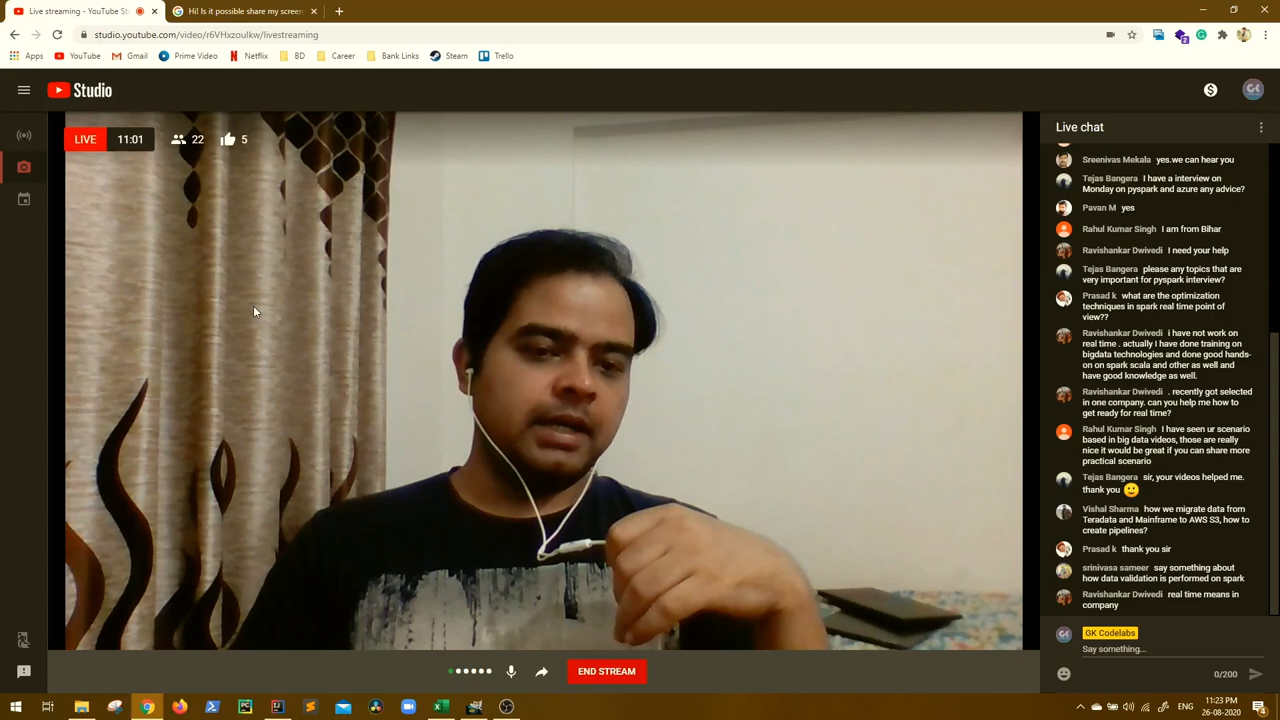 Live streaming - YouTube St
Hi! Is it possible share my screen
studio.youtube.com/video/r6VHxzoulkw/livestreaming
Apps
YouTube
Gmail
Prime Video
Netflix
BD
Career
Bank Links
Steam
Trello
Studio
LIVE
11:01
22
5
Live chat
Sreenivas Mekala yes.we can hear you
Tejas Bangera I have a interview on
Monday on pyspark and azure any advice?
Pavan M yes
Rahul Kumar Singh I am from Bihar
Ravishankar Dwivedi I need your help
Tejas Bangera please any topics that are
very important for pyspark interview?
Prasad k what are the optimization
techniques in spark real time point of
view??
Ravishankar Dwivedi i have not work on
real time . actually I have done training on
bigdata technologies and done good hands-
on on spark scala and other as well and
have good knowledge as well.
Ravishankar Dwivedi . recently got selected
in one company. can you help me how to
get ready for real time?
Rahul Kumar Singh I have seen ur scenario
based in big data videos, those are really
nice it would be great if you can share more
practical scenario
Tejas Bangera sir, your videos helped me.
thank you
Vishal Sharma how we migrate data from
Teradata and Mainframe to AWS S3, how to
create pipelines?
Prasad k thank you sir
srinivasa sameer say something about
how data validation is performed on spark
Ravishankar Dwivedi real time means in
company
GK Codelabs
Say something...
0/200
END STREAM
11:23 PM
26-08-2020